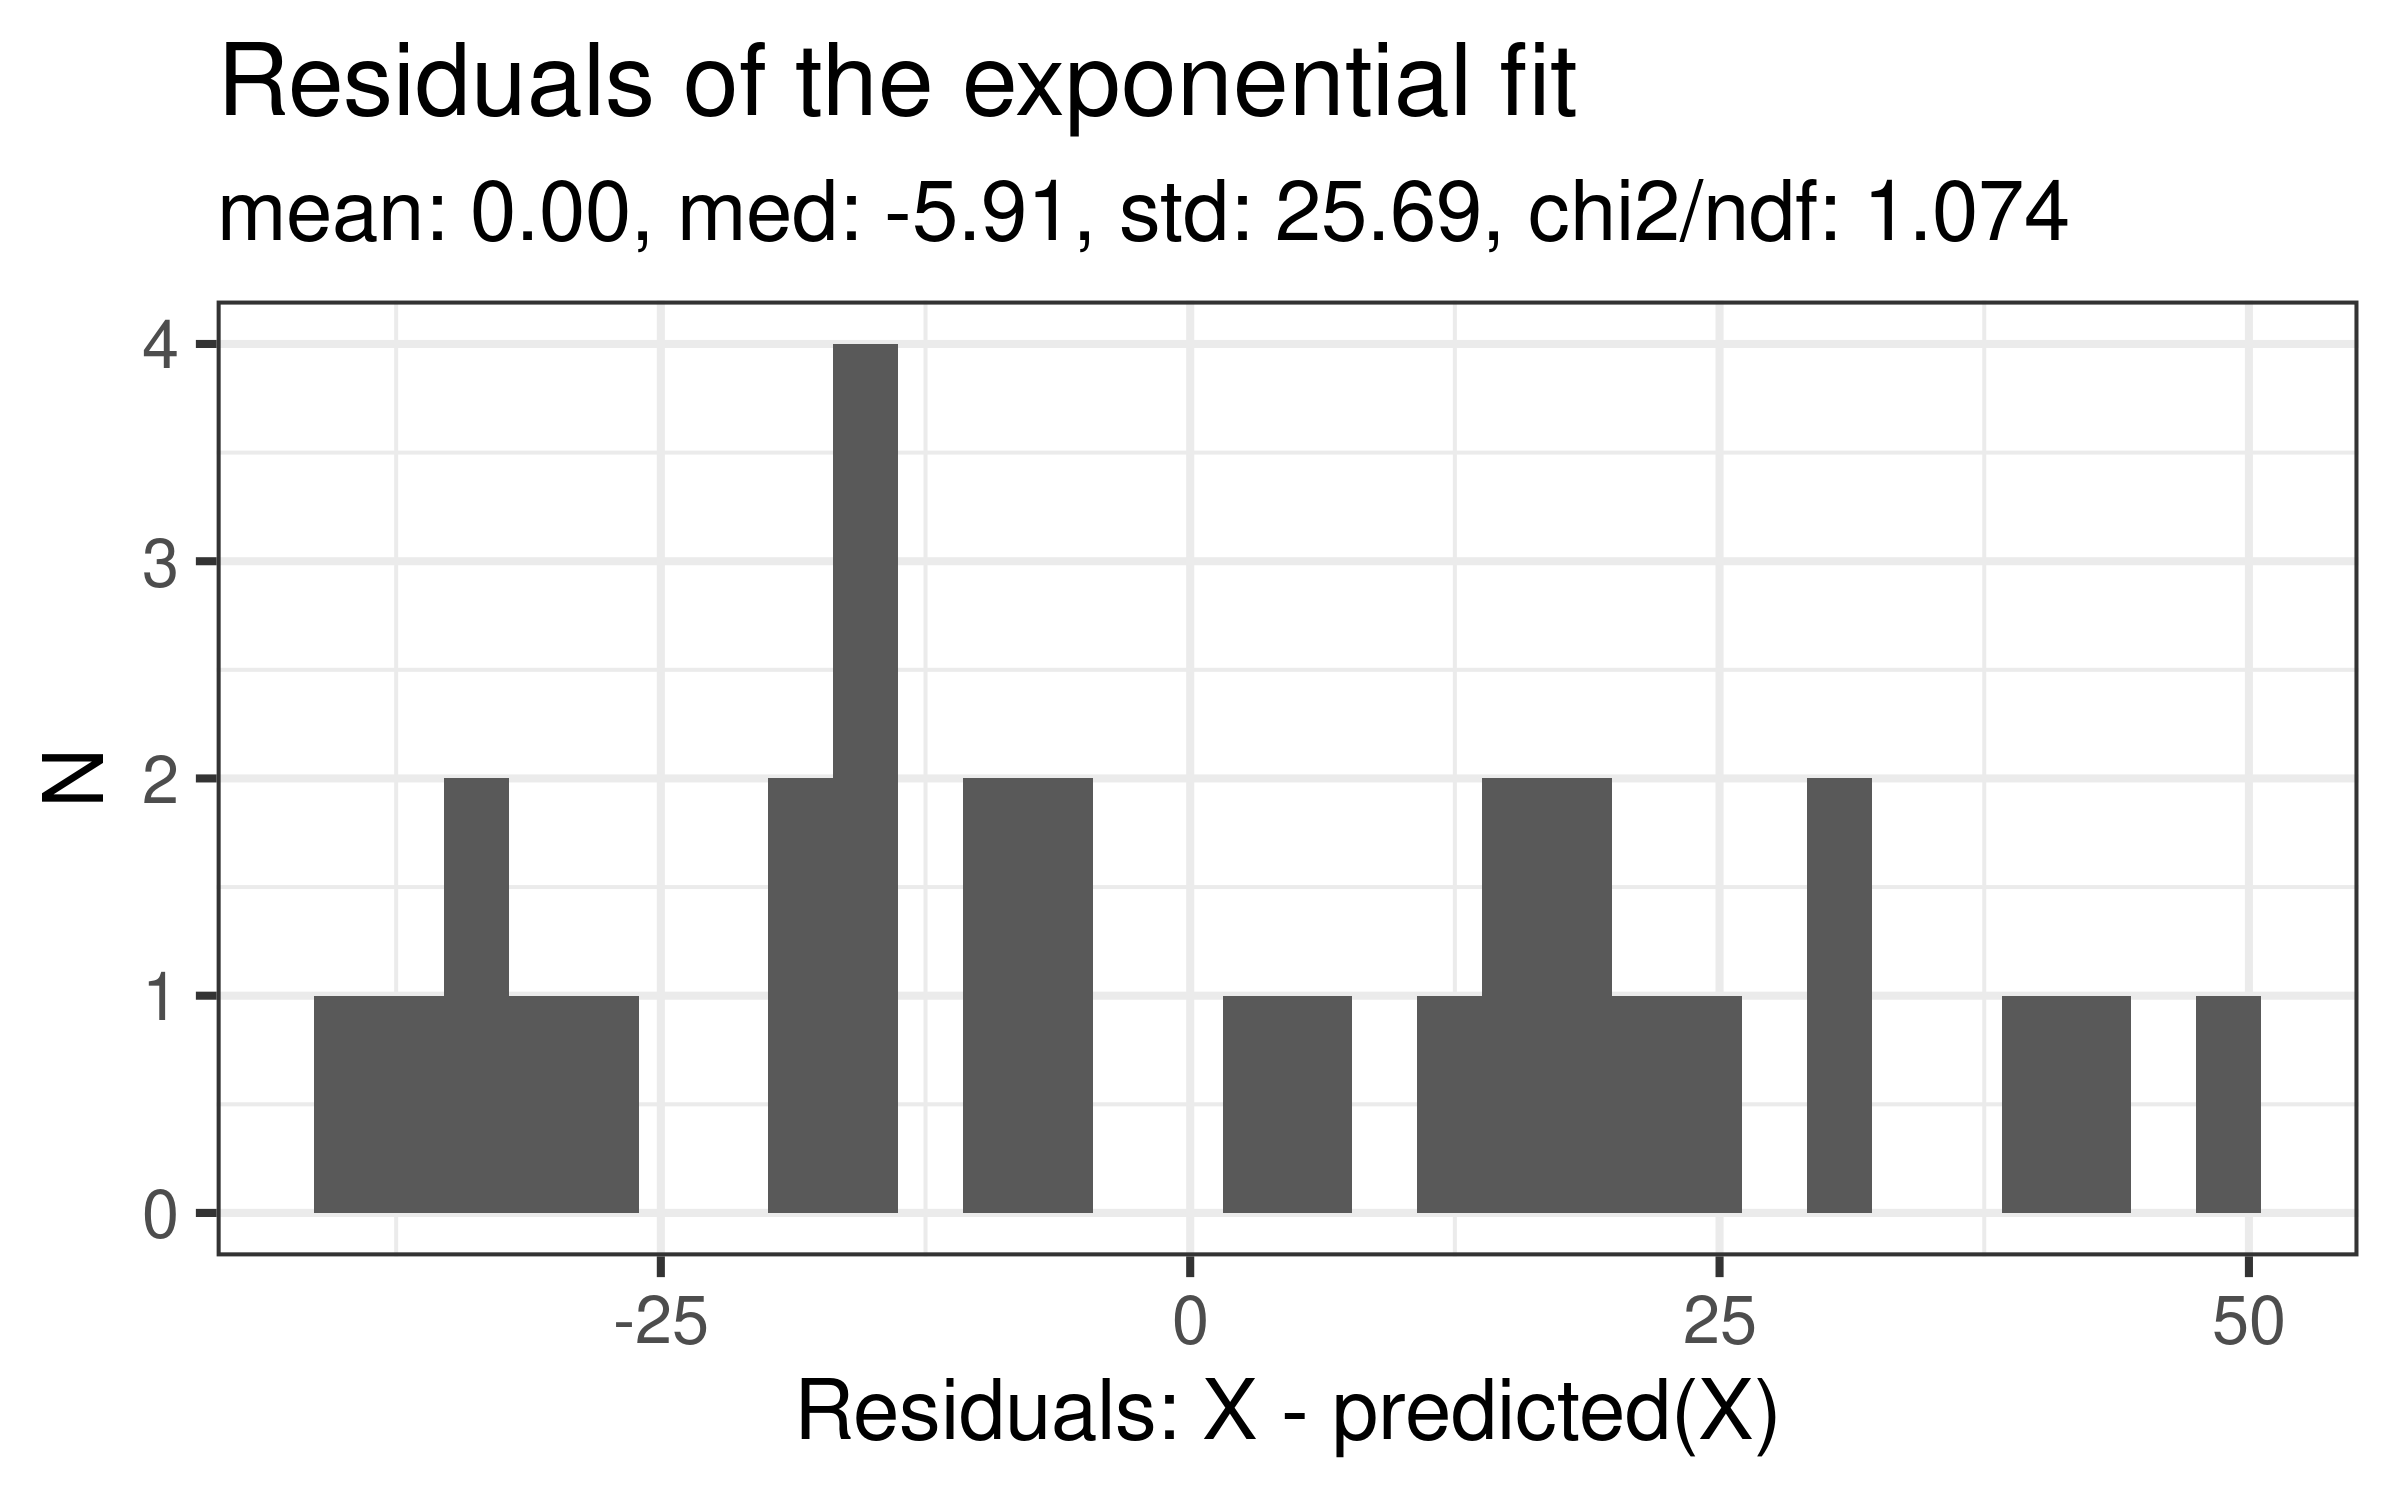 Residuals of the exponential fit
mean: 0.00, med: -5.91, std: 25.69, chi2/ndf: 1.074
4
3
2
1
0
N
-25 0 25 50
Residuals: X - predicted(X)